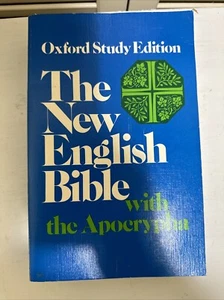 Oxford Study Edition
The
New
English
Bible
with
the Apocrypha